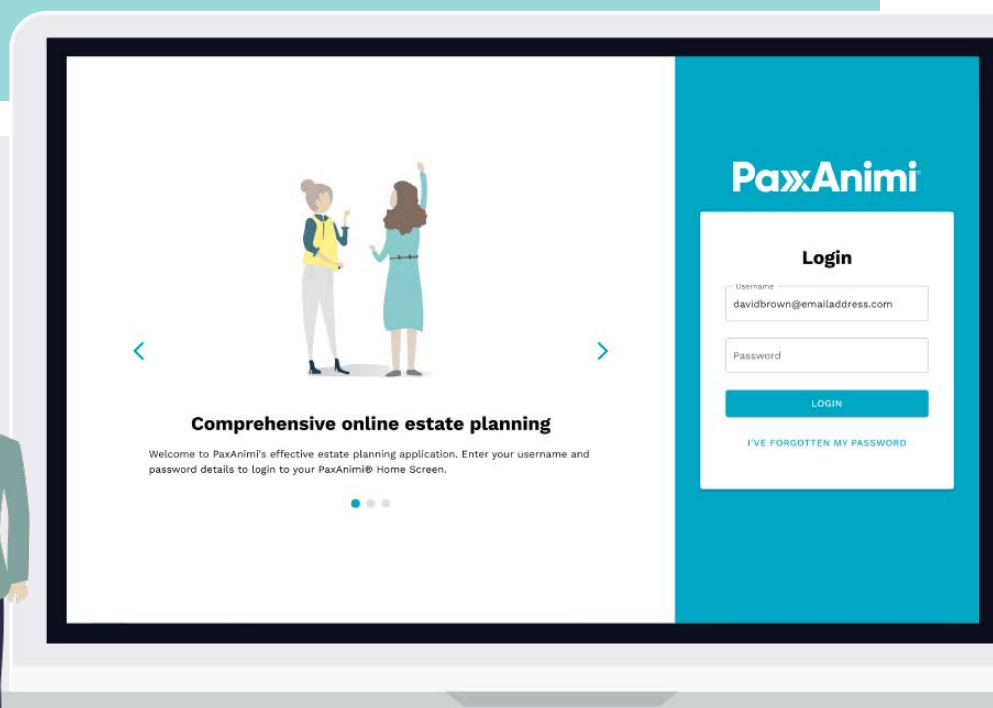 Comprehensive online estate planning
Welcome to PaxAnimi's effective estate planning application. Enter your username and
password details to login to your PaxAnimi® Home Screen.
PaxAnimi
Login
Username
davidbrown@emailaddress.com
Password
LOGIN
I'VE FORGOTTEN MY PASSWORD